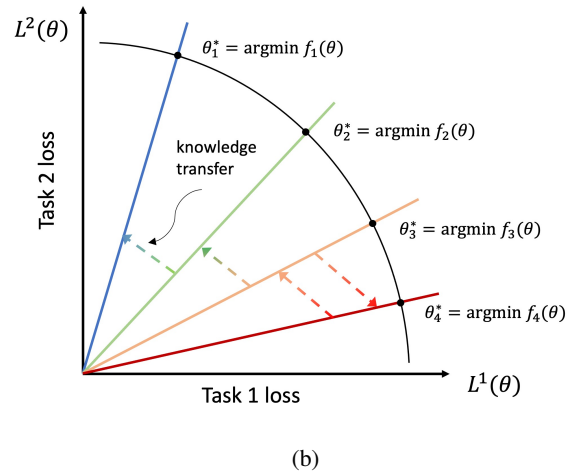 L²(θ)
θ₁* = argmin f₁(θ)
θ₂* = argmin f₂(θ)
knowledge
transfer
Task 2 loss
θ₃* = argmin f₃(θ)
θ₄* = argmin f₄(θ)
Task 1 loss
L¹(θ)
(b)